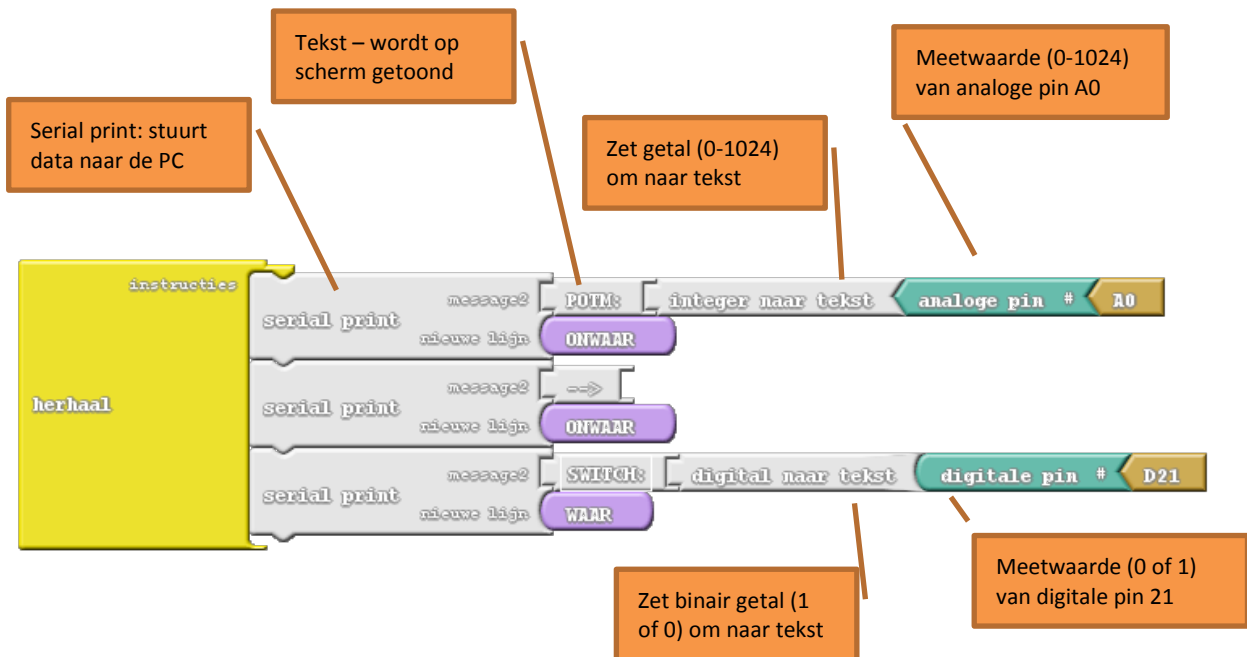 Tekst – wordt op
scherm getoond
Meetwaarde (0-1024)
van analoge pin A0
Serial print: stuurt
data naar de PC
Zet getal (0-1024)
om naar tekst
herhaal
instructies
serial print
message2
POTM:
integer naar tekst
analoge pin #
A0
nieuwe lijn
ONWAAR
serial print
message2
-->
nieuwe lijn
ONWAAR
serial print
message2
SWITCH:
digital naar tekst
digitale pin #
D21
nieuwe lijn
WAAR
Zet binair getal (1
of 0) om naar tekst
Meetwaarde (0 of 1)
van digitale pin 21